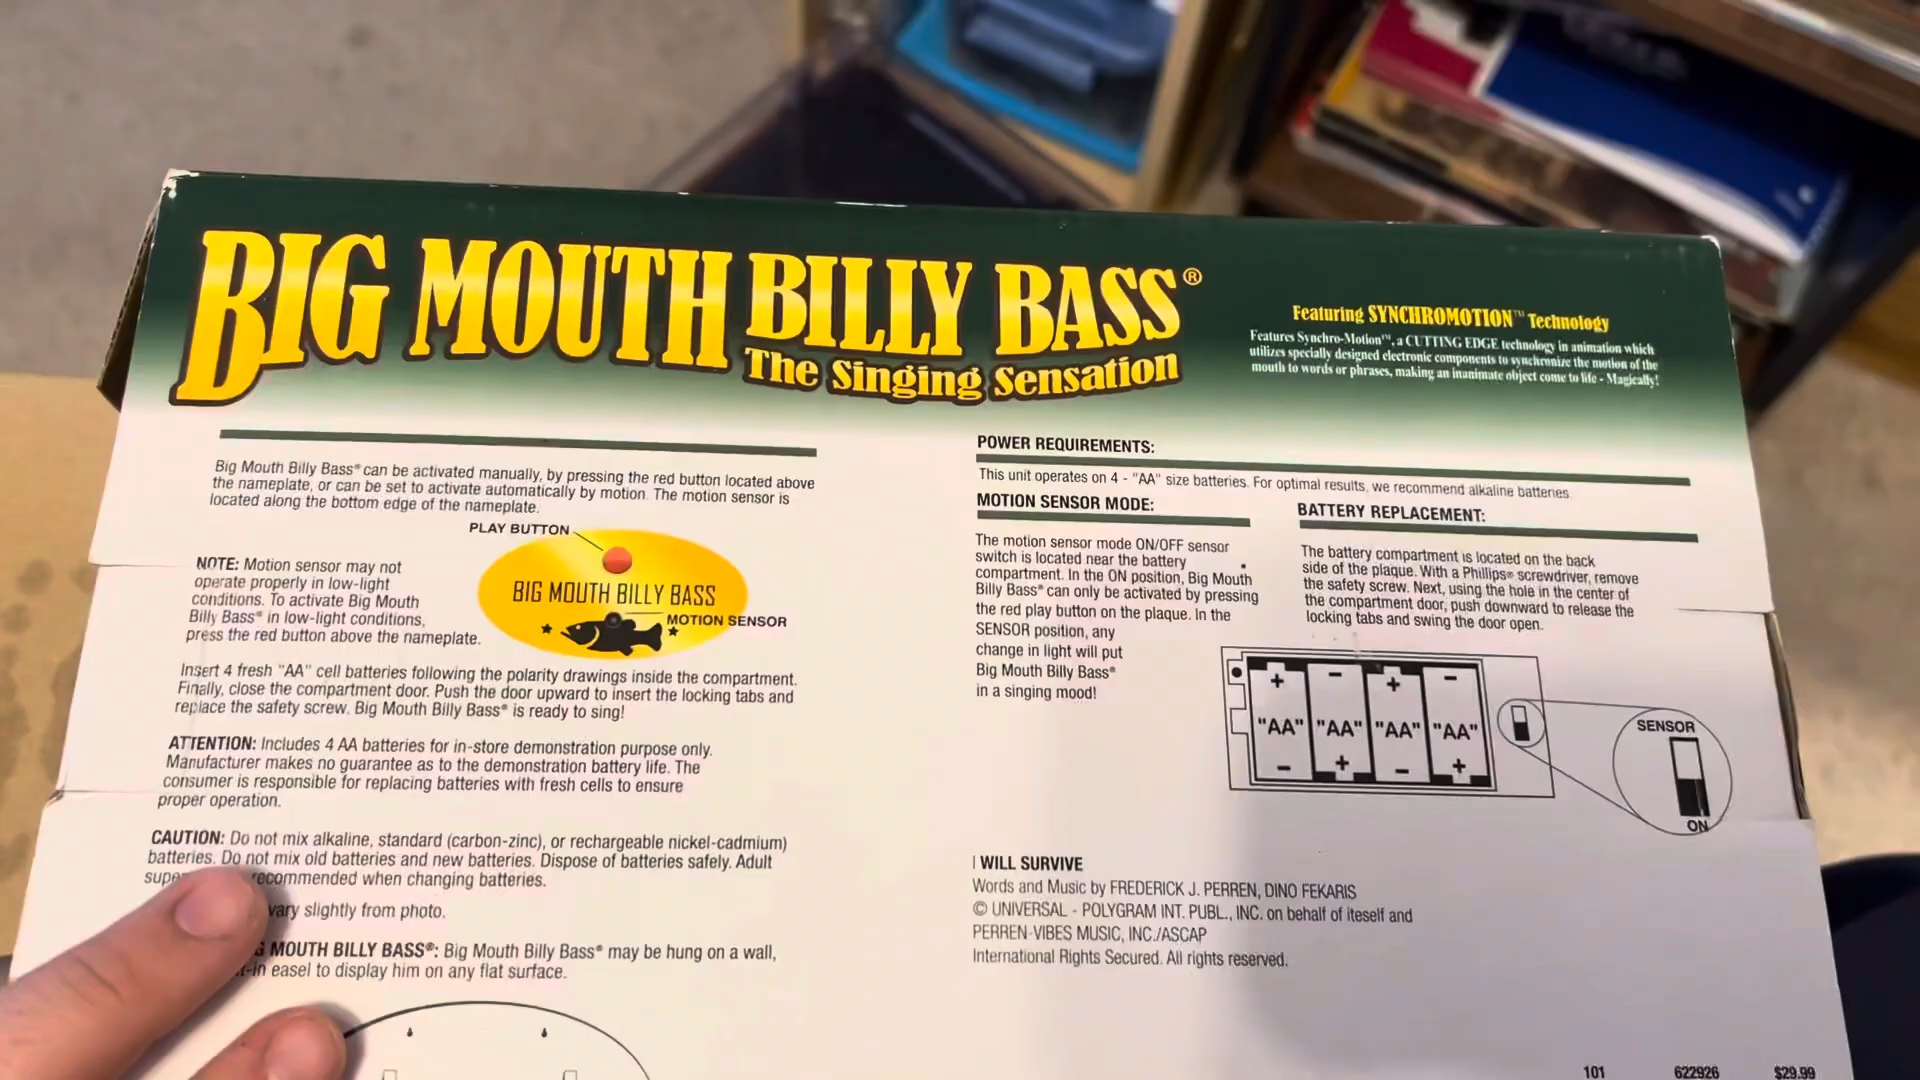 BIG MOUTH BILLY BASS®
The Singing Sensation
Featuring SYNCHROMOTION™ Technology
Features Synchro-Motion™, a CUTTING EDGE technology in animation which
utilizes specially designed electronic components to synchronize the motion of the
mouth to words or phrases, making an inanimate object come to life - Magically!
Big Mouth Billy Bass® can be activated manually, by pressing the red button located above
the nameplate, or can be set to activate automatically by motion. The motion sensor is
located along the bottom edge of the nameplate.
PLAY BUTTON
BIG MOUTH BILLY BASS
MOTION SENSOR
NOTE: Motion sensor may not
operate properly in low-light
conditions. To activate Big Mouth
Billy Bass® in low-light conditions,
press the red button above the nameplate.
Insert 4 fresh "AA" cell batteries following the polarity drawings inside the compartment.
Finally, close the compartment door. Push the door upward to insert the locking tabs and
replace the safety screw. Big Mouth Billy Bass® is ready to sing!
ATTENTION: Includes 4 AA batteries for in-store demonstration purpose only.
Manufacturer makes no guarantee as to the demonstration battery life. The
consumer is responsible for replacing batteries with fresh cells to ensure
proper operation.
CAUTION: Do not mix alkaline, standard (carbon-zinc), or rechargeable nickel-cadmium)
batteries. Do not mix old batteries and new batteries. Dispose of batteries safely. Adult
recommended when changing batteries.
vary slightly from photo.
MOUTH BILLY BASS®: Big Mouth Billy Bass® may be hung on a wall,
easel to display him on any flat surface.
POWER REQUIREMENTS:
This unit operates on 4 - "AA" size batteries. For optimal results, we recommend alkaline batteries.
MOTION SENSOR MODE:
The motion sensor mode ON/OFF sensor
switch is located near the battery
compartment. In the ON position, Big Mouth
Billy Bass® can only be activated by pressing
the red play button on the plaque. In the
SENSOR position, any
change in light will put
Big Mouth Billy Bass®
in a singing mood!
BATTERY REPLACEMENT:
The battery compartment is located on the back
side of the plaque. With a Phillips® screwdriver, remove
the safety screw. Next, using the hole in the center of
the compartment door, push downward to release the
locking tabs and swing the door open.
+ - + -
"AA" "AA" "AA" "AA"
- + - +
SENSOR
ON
I WILL SURVIVE
Words and Music by FREDERICK J. PERREN, DINO FEKARIS
© UNIVERSAL - POLYGRAM INT. PUBL., INC. on behalf of iteself and
PERREN-VIBES MUSIC, INC./ASCAP
International Rights Secured. All rights reserved.
101 622926 $29.99